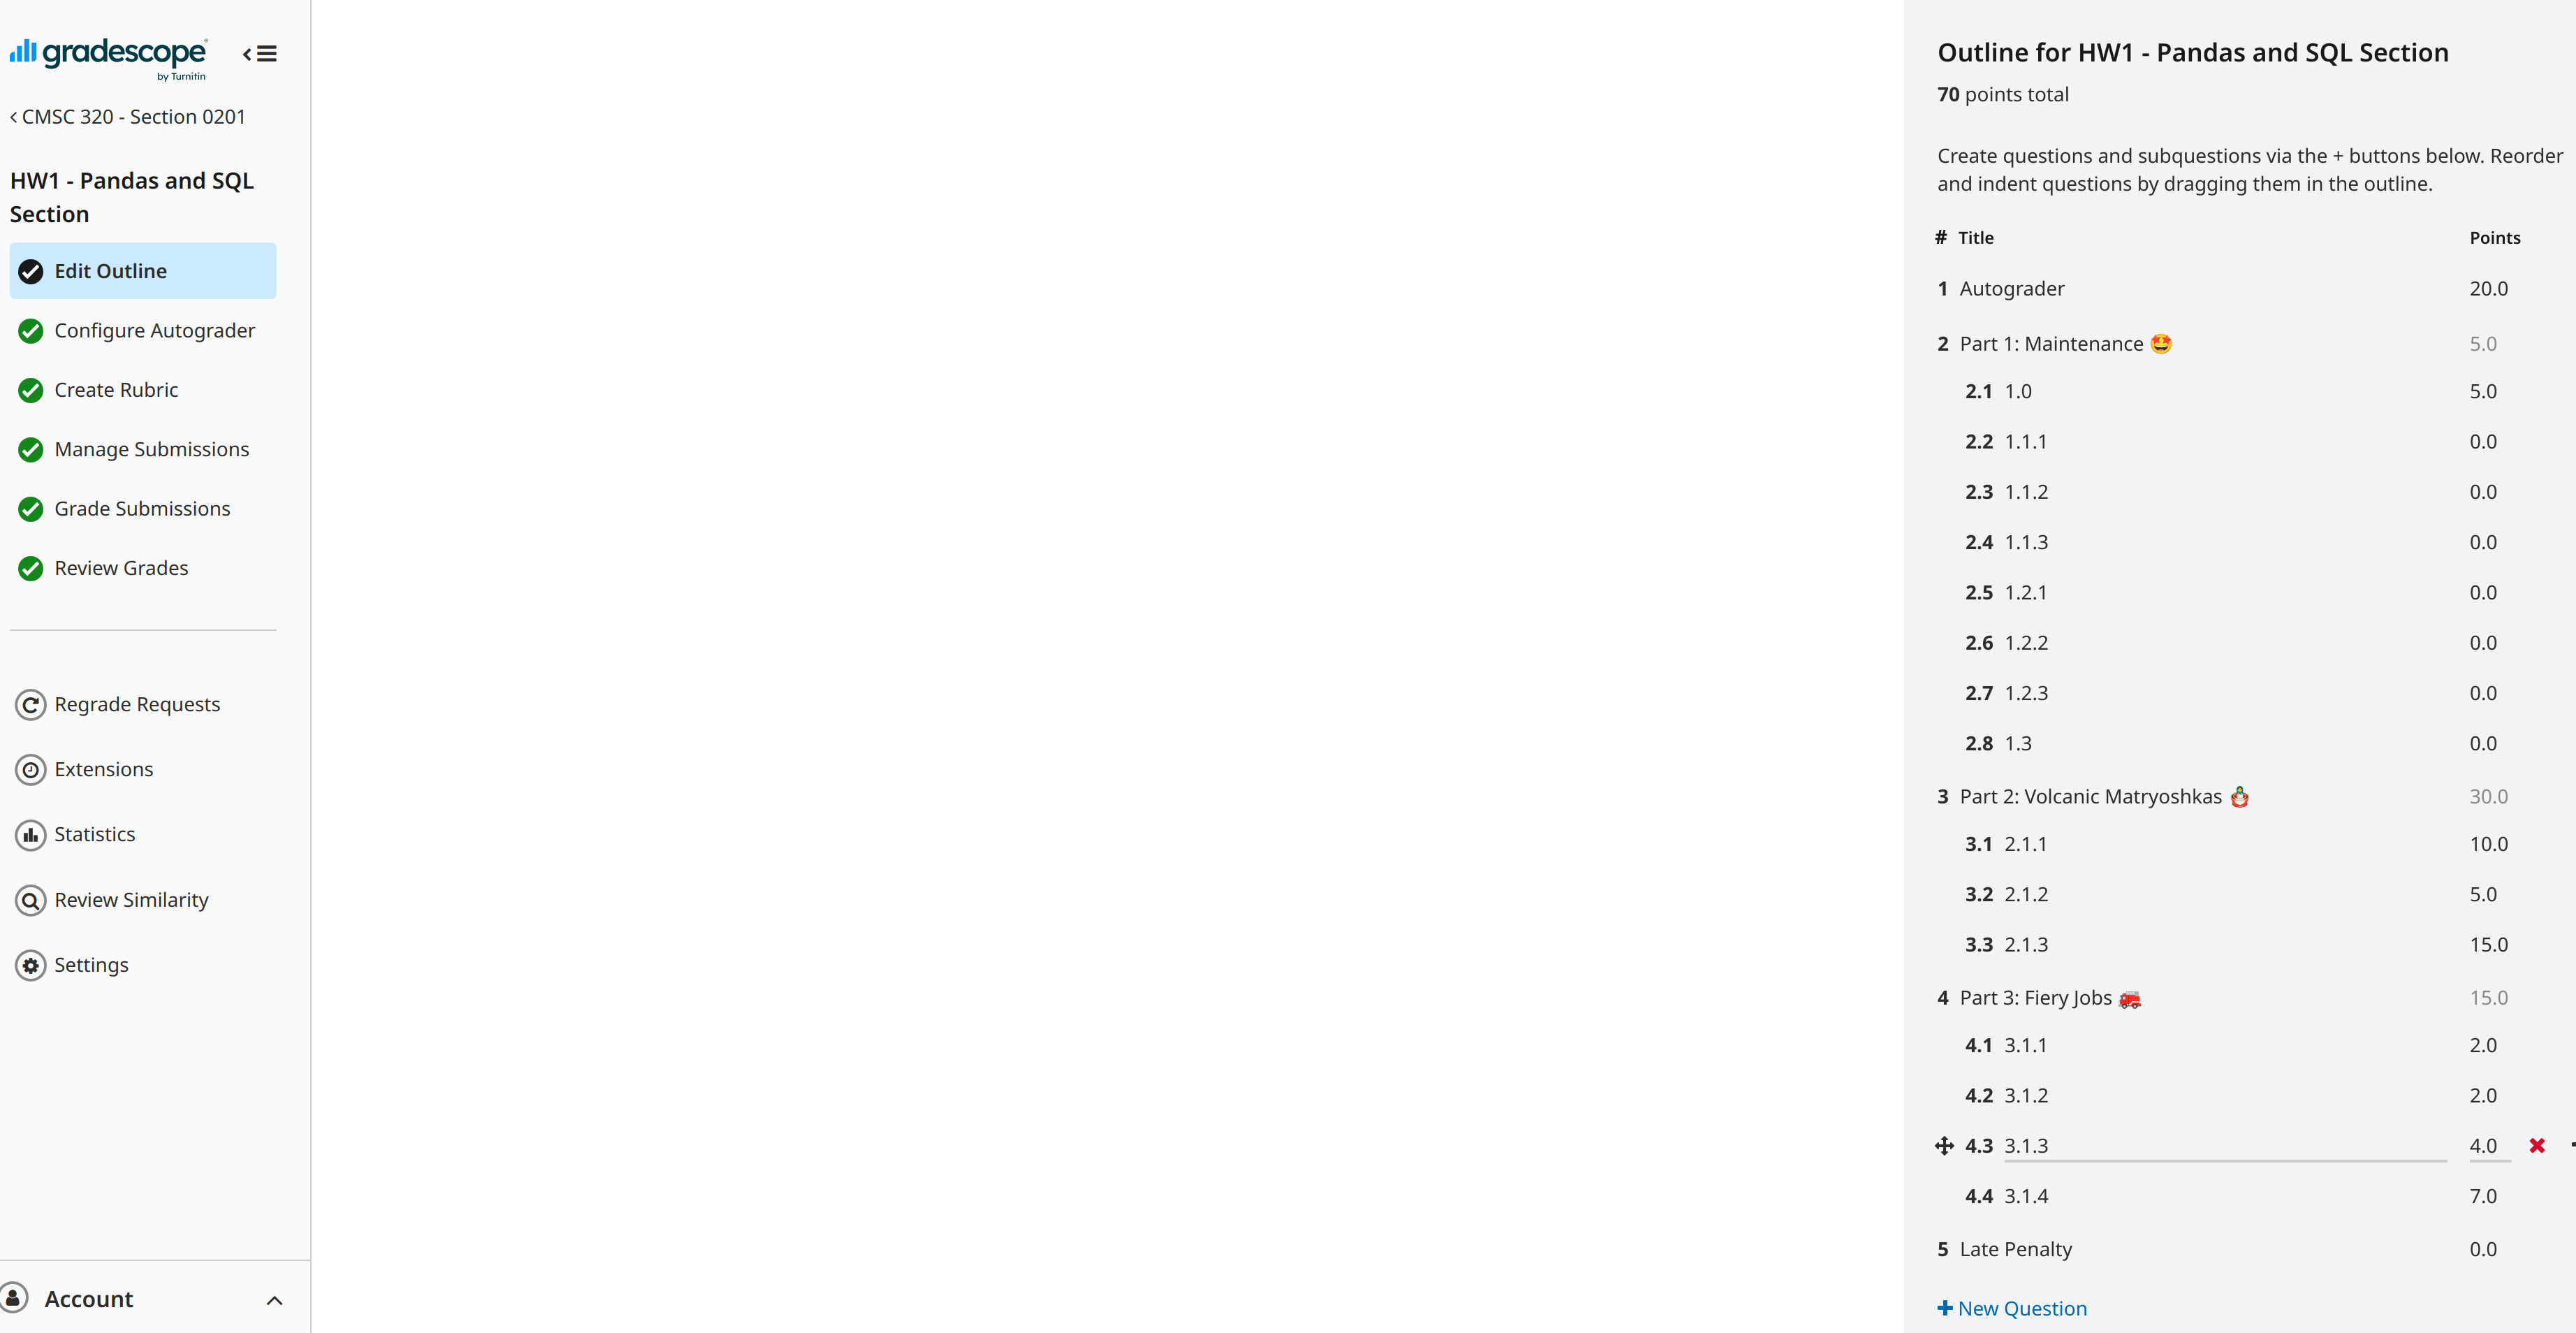 gradescope
by Turnitin
CMSC 320 - Section 0201
HW1 - Pandas and SQL
Section
Edit Outline
Configure Autograder
Create Rubric
Manage Submissions
Grade Submissions
Review Grades
Regrade Requests
Extensions
Statistics
Review Similarity
Settings
Account
Outline for HW1 - Pandas and SQL Section
70 points total
Create questions and subquestions via the + buttons below. Reorder
and indent questions by dragging them in the outline.
# Title Points
1 Autograder 20.0
2 Part 1: Maintenance 🤩 5.0
2.1 1.0 5.0
2.2 1.1.1 0.0
2.3 1.1.2 0.0
2.4 1.1.3 0.0
2.5 1.2.1 0.0
2.6 1.2.2 0.0
2.7 1.2.3 0.0
2.8 1.3 0.0
3 Part 2: Volcanic Matryoshkas 🪆 30.0
3.1 2.1.1 10.0
3.2 2.1.2 5.0
3.3 2.1.3 15.0
4 Part 3: Fiery Jobs 🚒 15.0
4.1 3.1.1 2.0
4.2 3.1.2 2.0
4.3 3.1.3 4.0
4.4 3.1.4 7.0
5 Late Penalty 0.0
+ New Question